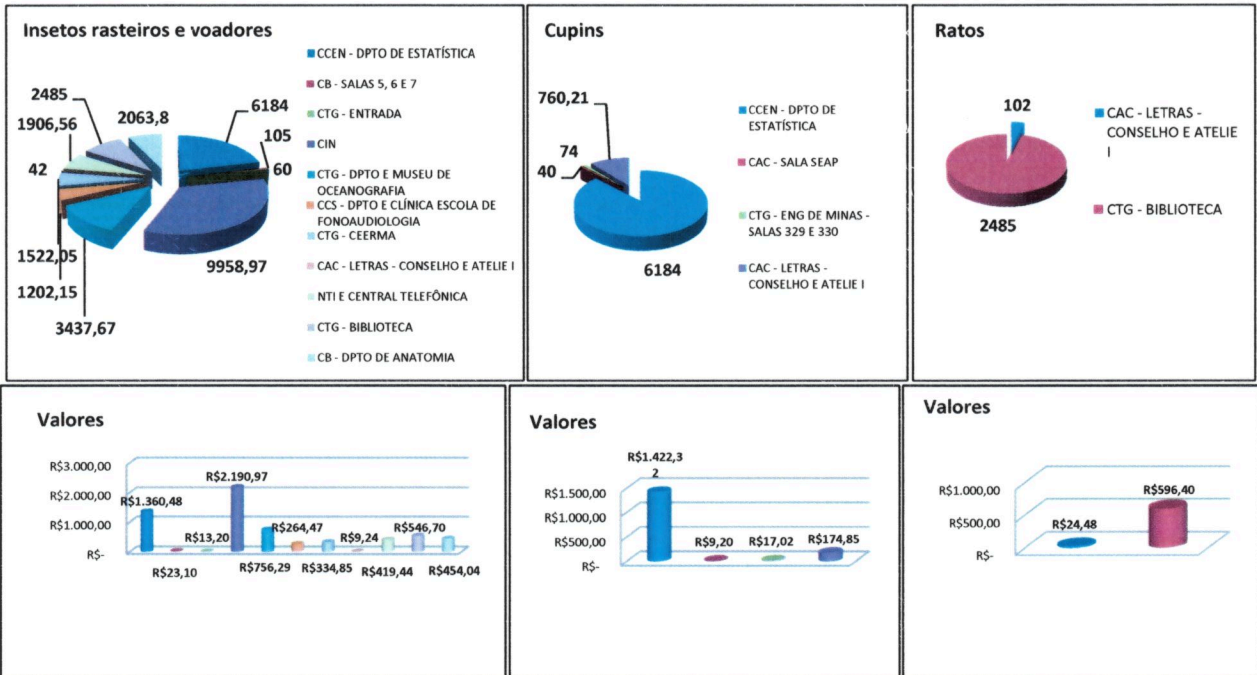 Insetos rasteiros e voadores
2485
1906,56
42
1522,05
1202,15
3437,67
2063,8
6184
105
60
9958,97
CCEN - DPTO DE ESTATÍSTICA
CB - SALAS 5, 6 E 7
CTG - ENTRADA
CIN
CTG - DPTO E MUSEU DE
OCEANOGRAFIA
CCS - DPTO E CLÍNICA ESCOLA DE
FONOAUDIOLOGIA
CTG - CEERMA
CAC - LETRAS - CONSELHO E ATELIE I
NTI E CENTRAL TELEFÔNICA
CTG - BIBLIOTECA
CB - DPTO DE ANATOMIA
Cupins
760,21
74
40
6184
CCEN - DPTO DE
ESTATÍSTICA
CAC - SALA SEAP
CTG - ENG DE MINAS -
SALAS 329 E 330
CAC - LETRAS -
CONSELHO E ATELIE I
Ratos
102
2485
CAC - LETRAS -
CONSELHO E ATELIE
I
CTG - BIBLIOTECA
Valores
R$3.000,00
R$2.000,00
R$1.000,00
R$-
R$1.360,48
R$23,10
R$13,20
R$2.190,97
R$756,29
R$264,47
R$334,85
R$9,24
R$419,44
R$546,70
R$454,04
Valores
R$1.500,00
R$1.000,00
R$500,00
R$-
R$1.422,3
2
R$9,20
R$17,02
R$174,85
Valores
R$1.000,00
R$500,00
R$-
R$24,48
R$596,40